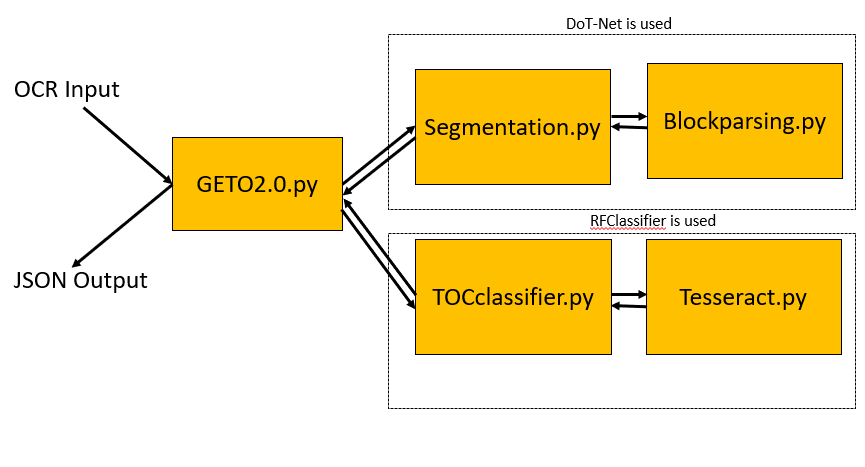 DoT-Net is used
OCR Input
Segmentation.py
Blockparsing.py
GETO2.0.py
RFClassifier is used
JSON Output
TOCclassifier.py
Tesseract.py